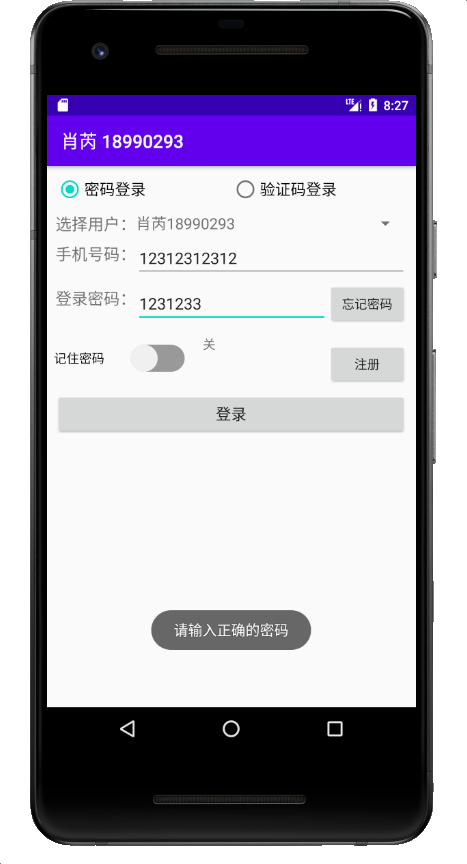 LTE 8:27
肖芮 18990293
密码登录 验证码登录
选择用户： 肖芮18990293
手机号码： 12312312312
登录密码： 1231233 忘记密码
记住密码 关 注册
登录
请输入正确的密码